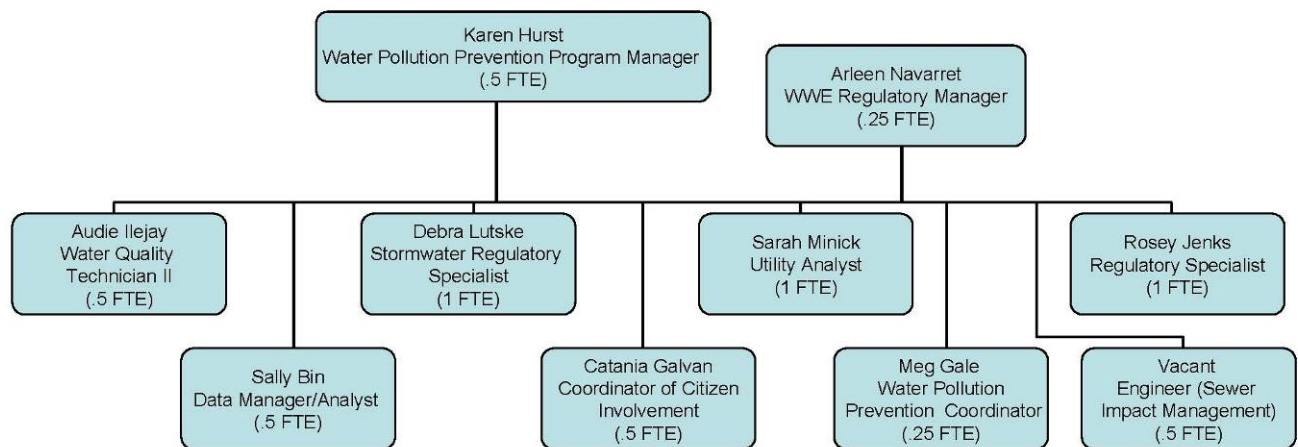 Karen Hurst
Water Pollution Prevention Program Manager
(.5 FTE)
Arleen Navarret
WWE Regulatory Manager
(.25 FTE)
Audie Ilejay
Water Quality
Technician II
(.5 FTE)
Debra Lutske
Stormwater Regulatory
Specialist
(1 FTE)
Sarah Minick
Utility Analyst
(1 FTE)
Rosey Jenks
Regulatory Specialist
(1 FTE)
Sally Bin
Data Manager/Analyst
(.5 FTE)
Catania Galvan
Coordinator of Citizen
Involvement
(.5 FTE)
Meg Gale
Water Pollution
Prevention Coordinator
(.25 FTE)
Vacant
Engineer (Sewer
Impact Management)
(.5 FTE)